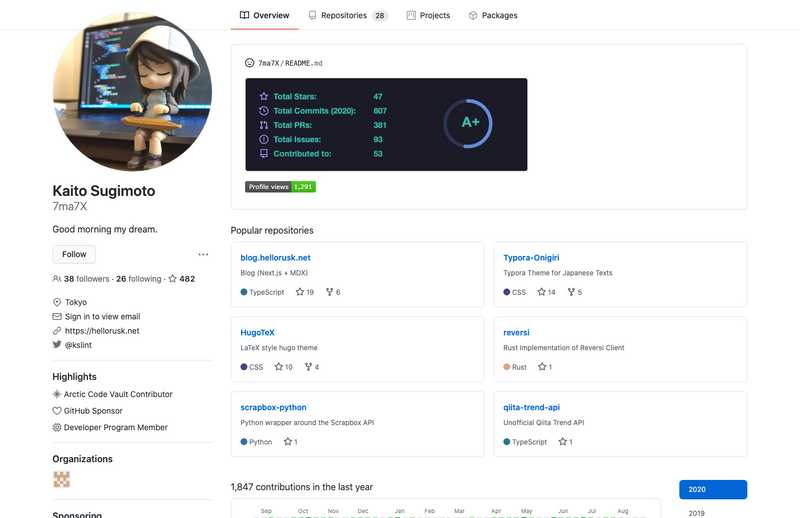 Overview
Repositories 28
Projects
Packages
Kaito Sugimoto
7ma7X
Good morning my dream.
Follow
38 followers · 26 following · 482
Tokyo
Sign in to view email
https://hellorusk.net
@kslint
Highlights
Arctic Code Vault Contributor
GitHub Sponsor
Developer Program Member
Organizations
Sponsoring
7ma7X/README.md
Total Stars: 47
Total Commits (2020): 807
Total PRs: 381
Total Issues: 93
Contributed to: 53
A+
Profile views 1,291
Popular repositories
blog.hellorusk.net
Blog (Next.js + MDX)
TypeScript 19 6
Typora-Onigiri
Typora Theme for Japanese Texts
CSS 14 5
HugoTeX
LaTeX style hugo theme
CSS 10 4
reversi
Rust Implementation of Reversi Client
Rust 1
scrapbox-python
Python wrapper around the Scrapbox API
Python 1
qiita-trend-api
Unofficial Qiita Trend API
TypeScript 1
1,847 contributions in the last year
Sep Oct Nov Dec Jan Feb Mar Apr May Jun Jul Aug
2020
2019